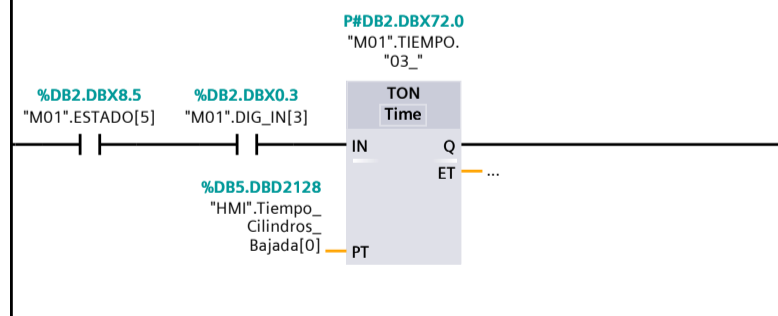 P#DB2.DBX72.0
"M01".TIEMPO.
"03_"
%DB2.DBX8.5
"M01".ESTADO[5]
%DB2.DBX0.3
"M01".DIG_IN[3]
TON
Time
IN
Q
ET
...
%DB5.DBD2128
"HMI".Tiempo_
Cilindros_
Bajada[0]
PT